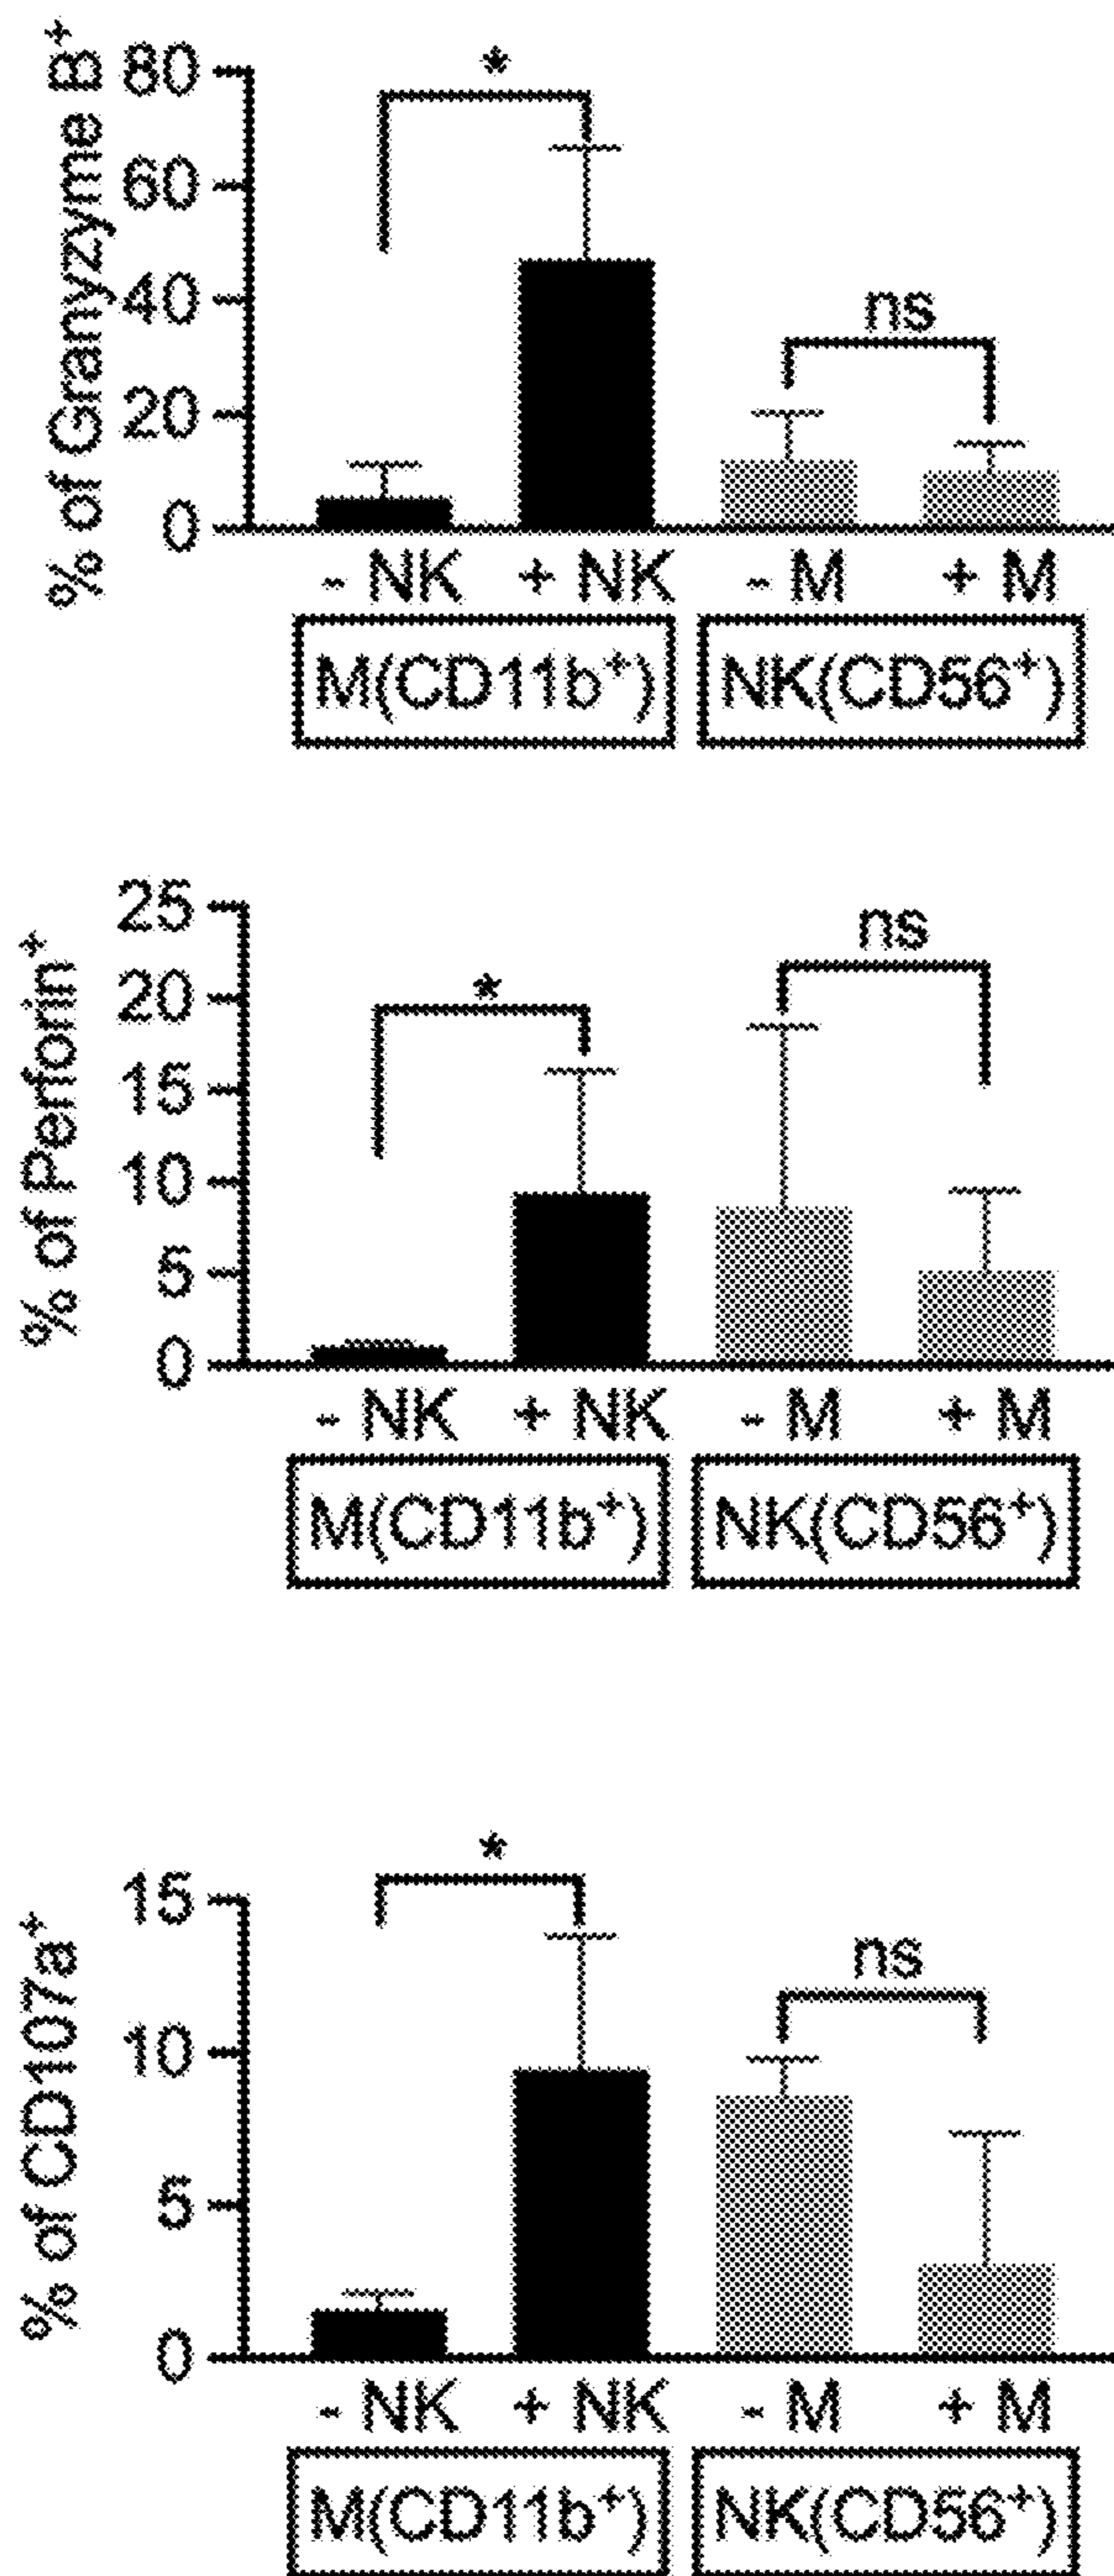 % of Granyzyme B⁺
80
60
40
20
0
*
ns
- NK + NK - M + M
M(CD11b⁺) NK(CD56⁺)
% of Perforin⁺
25
20
15
10
5
0
*
ns
- NK + NK - M + M
M(CD11b⁺) NK(CD56⁺)
% of CD107a⁺
15
10
5
0
*
ns
- NK + NK - M + M
M(CD11b⁺) NK(CD56⁺)